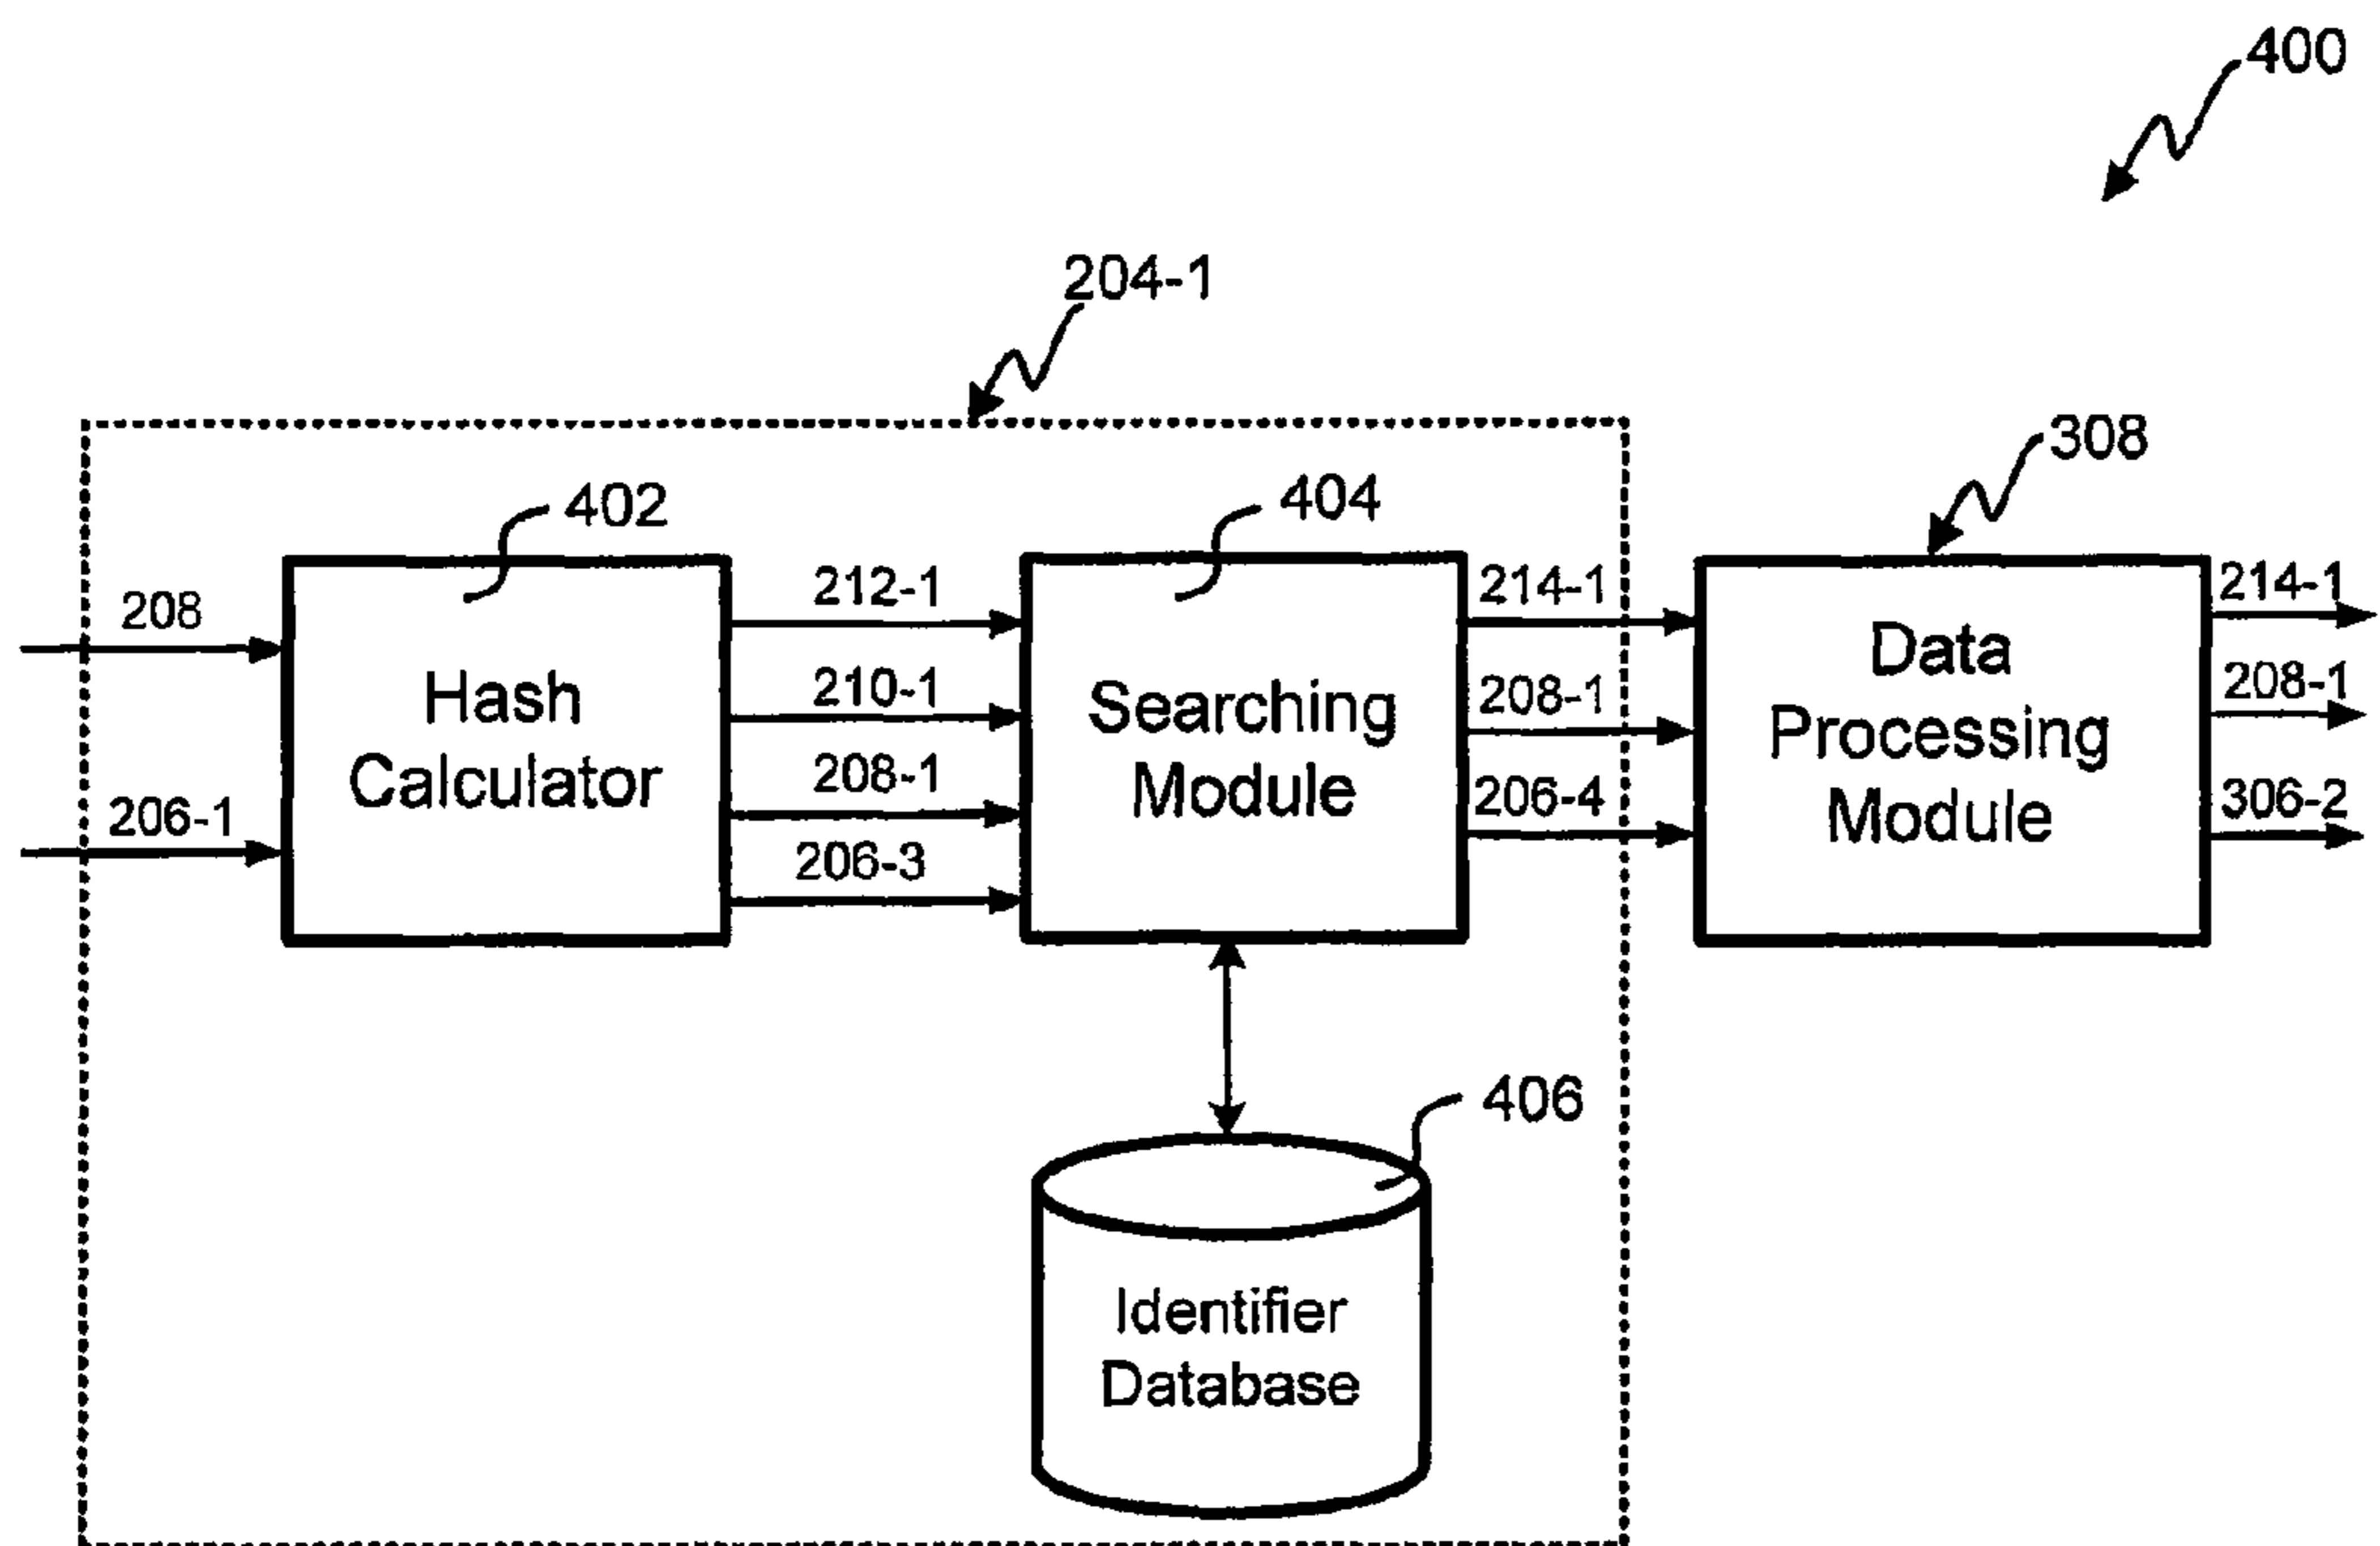 400
204-1
308
402
404
208
206-1
Hash
Calculator
212-1
210-1
208-1
206-3
Searching
Module
214-1
208-1
206-4
Data
Processing
Module
214-1
208-1
306-2
406
Identifier
Database